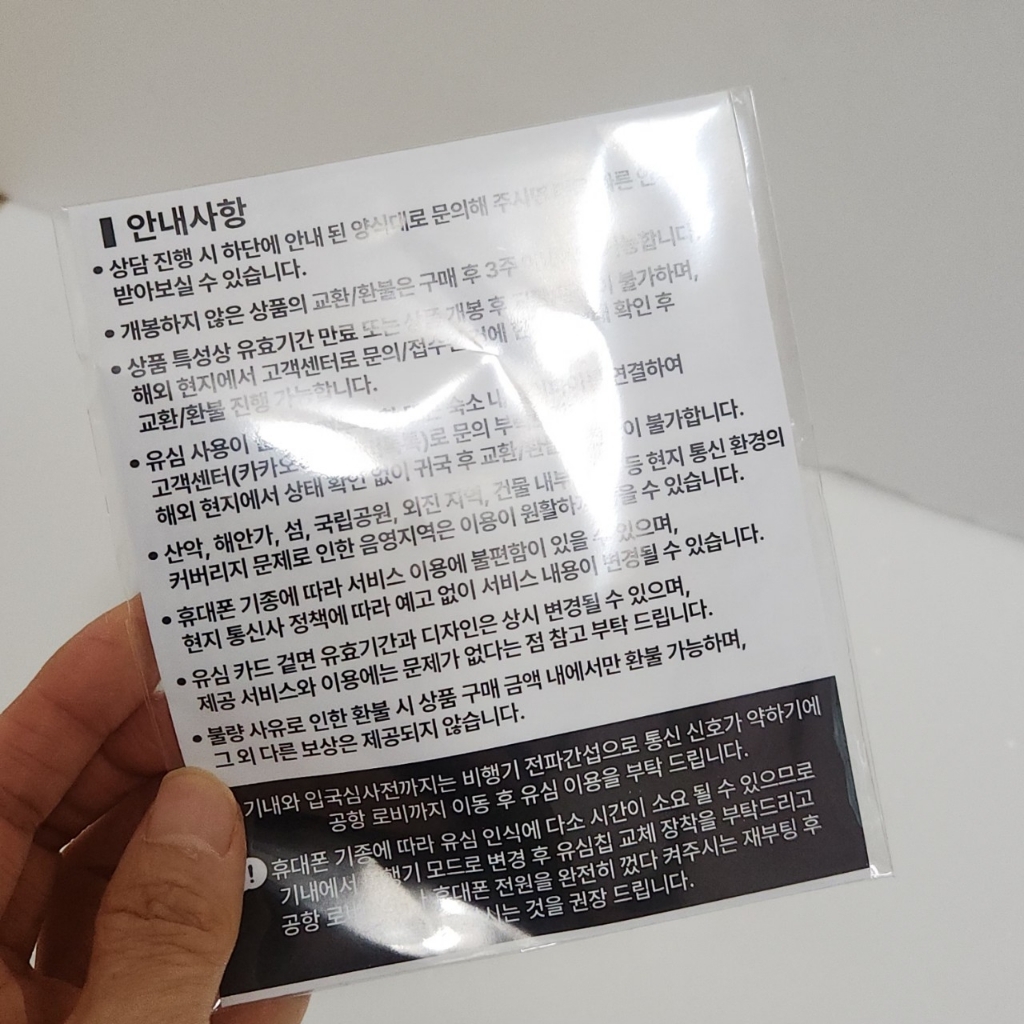 안내사항
• 상담 진행 시 하단에 안내 된 양식대로 문의해 주시면
받아보실 수 있습니다.
• 개봉하지 않은 상품의 교환/환불은 구매 후 3주
• 상품 특성상 유효기간 만료 또는 개봉 후 불가하며,
해외 현지에서 고객센터로 문의/접수 확인 후
교환/환불 진행 가능합니다.
• 유심 사용이 숙소 내 연결하여
고객센터(카카오 로 문의
해외 현지에서 상태 확인 없이 귀국 후 교환/환불이 불가합니다.
• 산악, 해안가, 섬, 국립공원, 외진 지역, 건물 내부 등 현지 통신 환경의
커버리지 문제로 인한 음영지역은 이용이 원활하지 않을 수 있습니다.
• 휴대폰 기종에 따라 서비스 이용에 불편함이 있을 수 있으며,
현지 통신사 정책에 따라 예고 없이 서비스 내용이 변경될 수 있습니다.
• 유심 카드 겉면 유효기간과 디자인은 상시 변경될 수 있으며,
제공 서비스와 이용에는 문제가 없다는 점 참고 부탁 드립니다.
• 불량 사유로 인한 환불 시 상품 구매 금액 내에서만 환불 가능하며,
그 외 다른 보상은 제공되지 않습니다.
기내와 입국심사전까지는 비행기 전파간섭으로 통신 신호가 약하기에
공항 로비까지 이동 후 유심 이용을 부탁 드립니다.
! 휴대폰 기종에 따라 유심 인식에 다소 시간이 소요 될 수 있으므로
기내에서 비행기 모드로 변경 후 유심칩 교체 장착을 부탁드리고
공항 휴대폰 전원을 완전히 껐다 켜주시는 재부팅 후
것을 권장 드립니다.